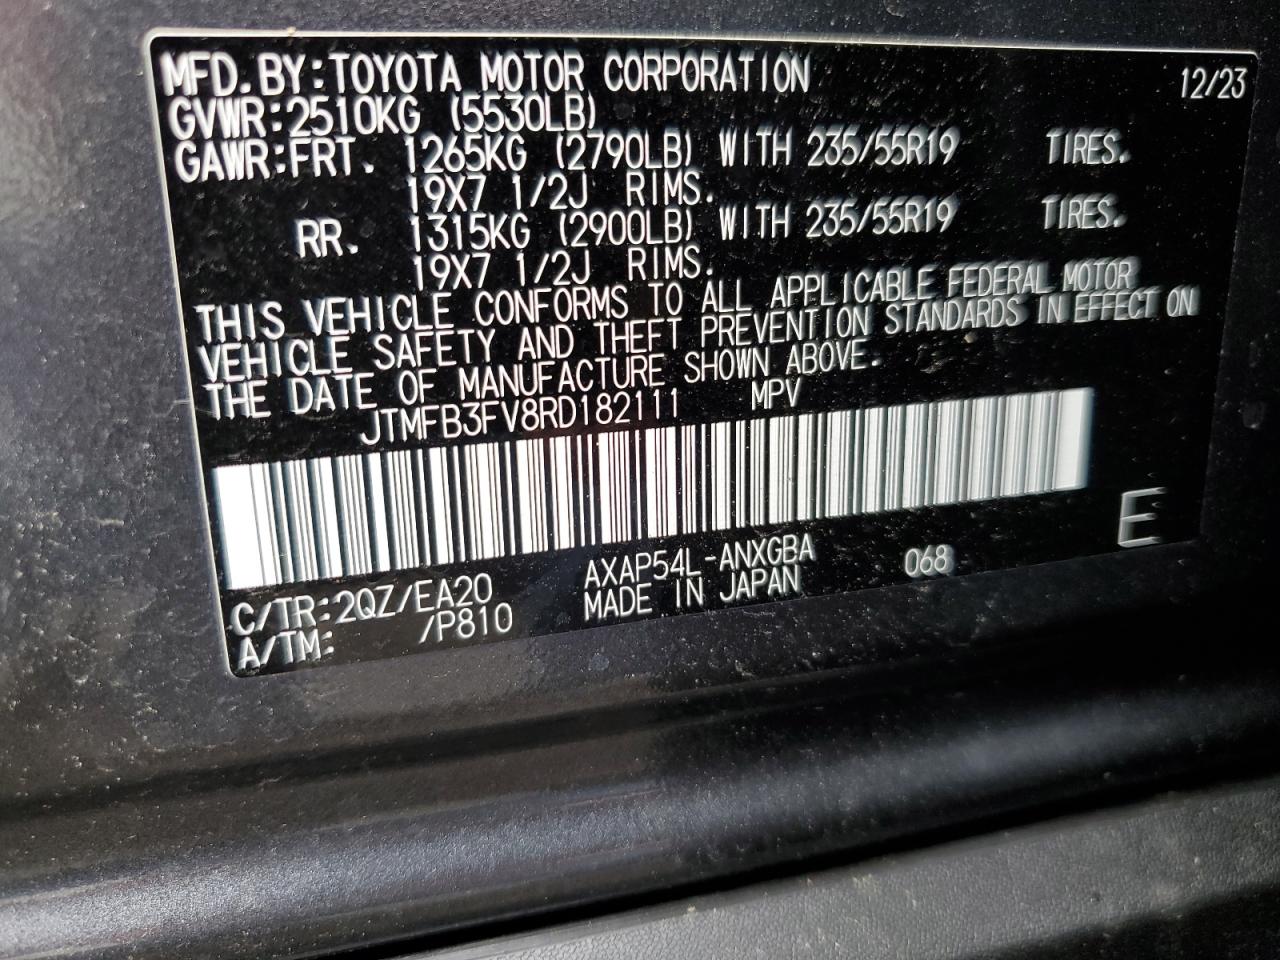 MFD.BY:TOYOTA MOTOR CORPORATION 12/23
GVWR:2510KG (5530LB)
GAWR:FRT. 1265KG (2790LB) WITH 235/55R19 TIRES.
19X7 1/2J RIMS.
RR. 1315KG (2900LB) WITH 235/55R19 TIRES.
19X7 1/2J RIMS.
THIS VEHICLE CONFORMS TO ALL APPLICABLE FEDERAL MOTOR
VEHICLE SAFETY AND THEFT PREVENTION STANDARDS IN EFFECT ON
THE DATE OF MANUFACTURE SHOWN ABOVE.
JTMFB3FV8RD182111 MPV
E
C/TR:2QZ/EA20 AXAP54L-ANXGBA 068
A/TM: /P810 MADE IN JAPAN